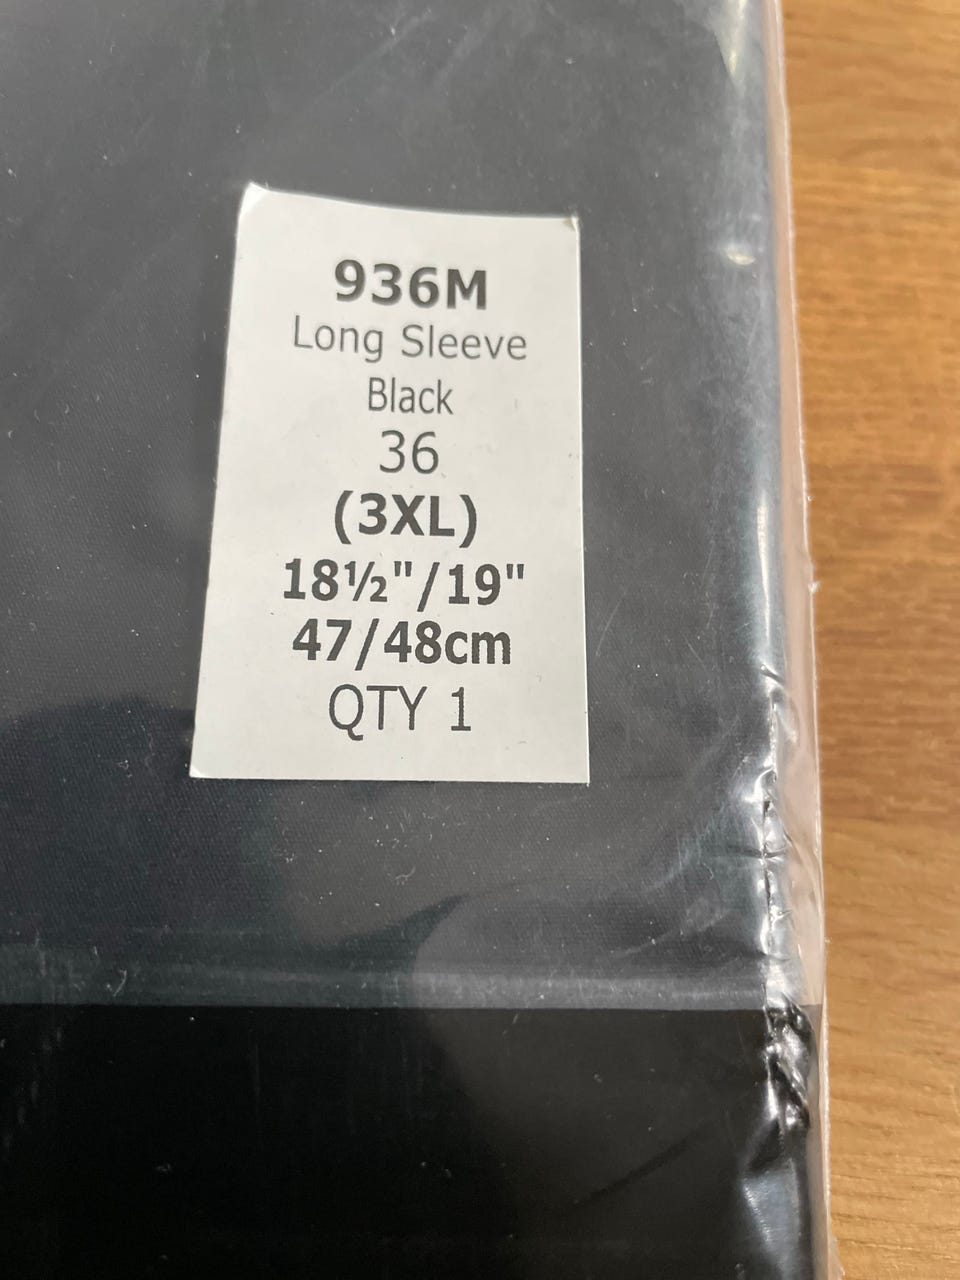 936M
Long Sleeve
Black
36
(3XL)
18½"/19"
47/48cm
QTY 1